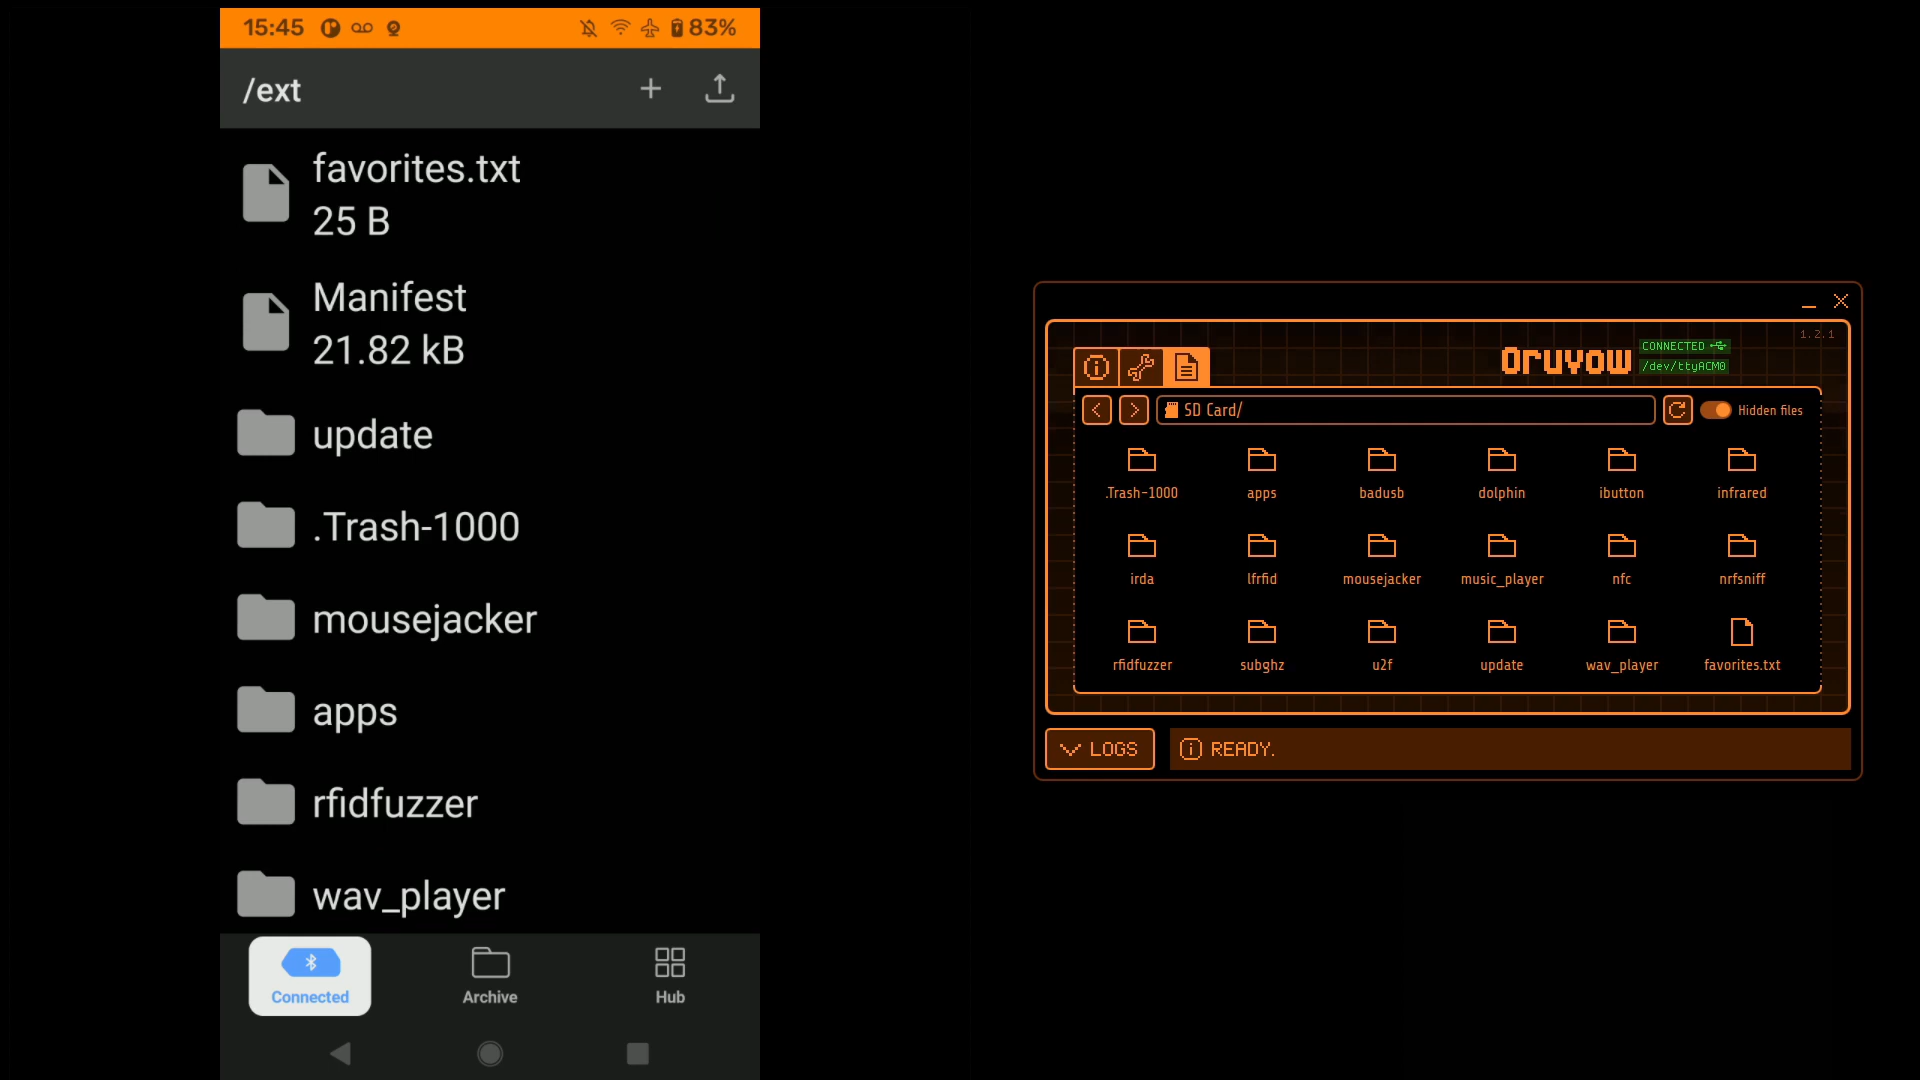 15:45
83%
/ext
favorites.txt
25 B
Manifest
21.82 kB
update
.Trash-1000
mousejacker
apps
rfidfuzzer
wav_player
Connected
Archive
Hub
1.2.1
Oruvow
CONNECTED
/dev/ttyACM0
SD Card/
Hidden files
.Trash-1000
apps
badusb
dolphin
ibutton
infrared
irda
lfrfid
mousejacker
music_player
nfc
nrfsniff
rfidfuzzer
subghz
u2f
update
wav_player
favorites.txt
LOGS
READY.